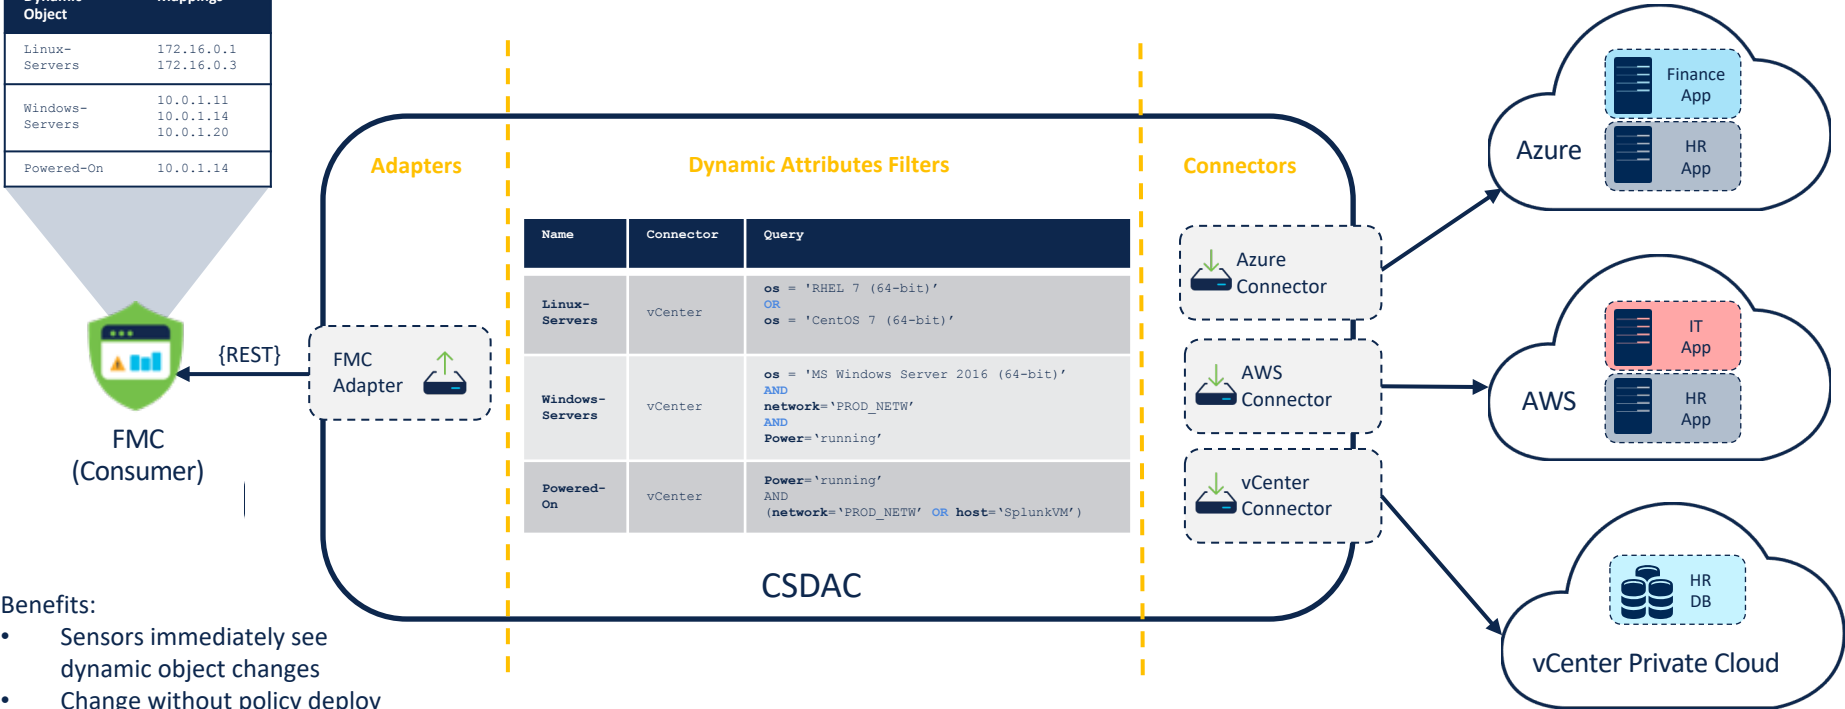 Dynamic
Object
Mappings
Linux-
Servers
172.16.0.1
172.16.0.3
Windows-
Servers
10.0.1.11
10.0.1.14
10.0.1.20
Powered-On
10.0.1.14
FMC
(Consumer)
{REST}
FMC
Adapter
Adapters
Dynamic Attributes Filters
Connectors
Name
Connector
Query
Linux-
Servers
vCenter
os = 'RHEL 7 (64-bit)’
OR
os = 'CentOS 7 (64-bit)’
Windows-
Servers
vCenter
os = 'MS Windows Server 2016 (64-bit)’
AND
network=‘PROD_NETW’
AND
Power=‘running’
Powered-
On
vCenter
Power=‘running’
AND
(network=‘PROD_NETW’ OR host=‘SplunkVM’)
CSDAC
Azure
Connector
AWS
Connector
vCenter
Connector
Azure
Finance
App
HR
App
AWS
IT
App
HR
App
HR
DB
vCenter Private Cloud
Benefits:
• Sensors immediately see
dynamic object changes
• Change without policy deploy